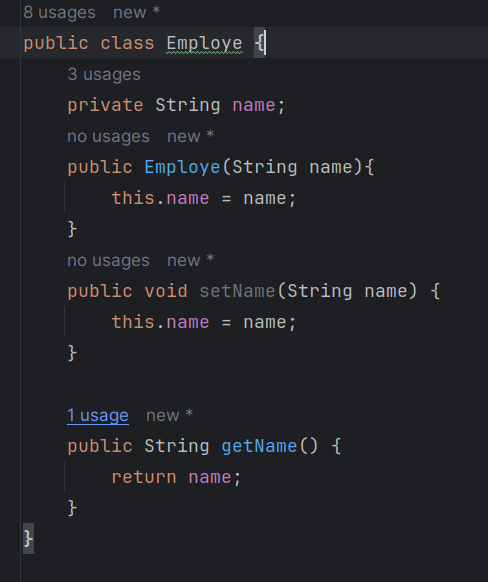 8 usages   new *
public class Employe {
    3 usages
    private String name;
    no usages   new *
    public Employe(String name){
        this.name = name;
    }
    no usages   new *
    public void setName(String name) {
        this.name = name;
    }

    1 usage   new *
    public String getName() {
        return name;
    }
}